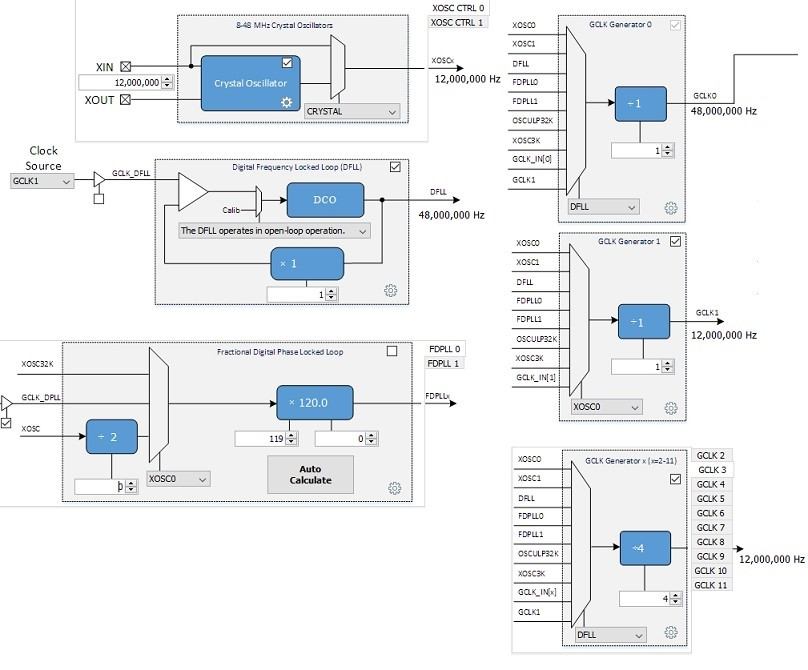 8-48 MHz Crystal Oscillators
XOSC CTRL 0
XOSC CTRL 1
XIN
12,000,000
XOUT
Crystal Oscillator
CRYSTAL
XOSCx
12,000,000 Hz
Clock
Source
GCLK1
GCLK_DFLL
Digital Frequency Locked Loop (DFLL)
Calib
DCO
The DFLL operates in open-loop operation.
× 1
1
DFLL
48,000,000 Hz
Fractional Digital Phase Locked Loop
FDPLL 0
FDPLL 1
XOSC32K
GCLK_DPLL
XOSC
÷ 2
0
XOSC0
× 120.0
119
0
Auto
Calculate
FDPLLx
GCLK Generator 0
XOSC0
XOSC1
DFLL
FDPLL0
FDPLL1
OSCULP32K
XOSC3K
GCLK_IN[0]
GCLK1
÷1
1
DFLL
GCLK0
48,000,000 Hz
GCLK Generator 1
XOSC0
XOSC1
DFLL
FDPLL0
FDPLL1
OSCULP32K
XOSC3K
GCLK_IN[1]
÷1
1
XOSC0
GCLK1
12,000,000 Hz
GCLK Generator x (x=2-11)
XOSC0
XOSC1
DFLL
FDPLL0
FDPLL1
OSCULP32K
XOSC3K
GCLK_IN[x]
GCLK1
÷4
4
DFLL
GCLK 2
GCLK 3
GCLK 4
GCLK 5
GCLK 6
GCLK 7
GCLK 8
GCLK 9
GCLK 10
GCLK 11
12,000,000 Hz